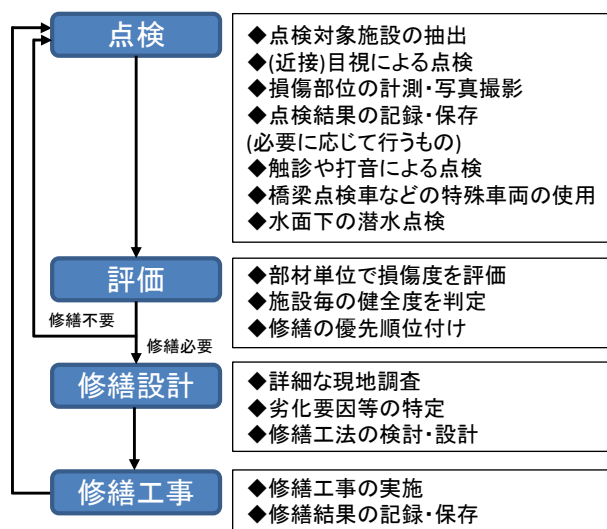 点検
◆点検対象施設の抽出
◆(近接)目視による点検
◆損傷部位の計測・写真撮影
◆点検結果の記録・保存
(必要に応じて行うもの)
◆触診や打音による点検
◆橋梁点検車などの特殊車両の使用
◆水面下の潜水点検
評価
◆部材単位で損傷度を評価
◆施設毎の健全度を判定
◆修繕の優先順位付け
修繕不要
修繕必要
修繕設計
◆詳細な現地調査
◆劣化要因等の特定
◆修繕工法の検討・設計
修繕工事
◆修繕工事の実施
◆修繕結果の記録・保存